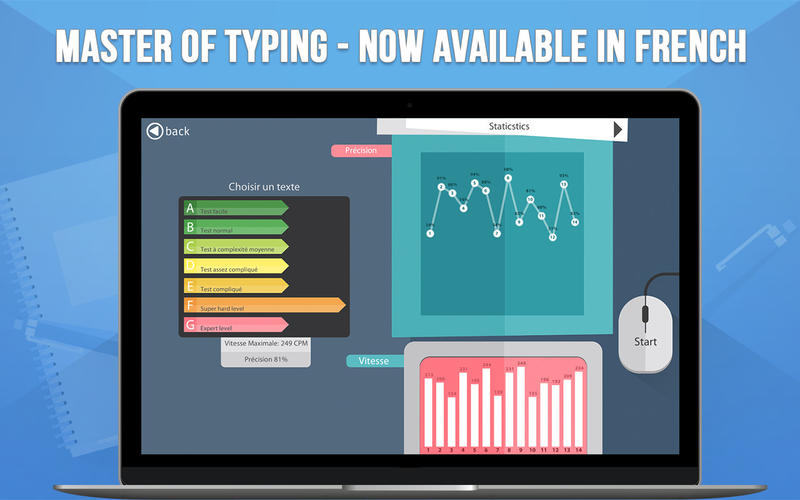 MASTER OF TYPING - NOW AVAILABLE IN FRENCH
back
Staticstics
Précision
Choisir un texte
A Test facile
B Test normal
C Test à complexité moyenne
D Test assez compliqué
E Test compliqué
F Super herd level
G Expert level
Vitesse Maximale: 249 CPM
Précision 81%
Start
Vitesse
1 2 3 4 5 6 7 8 9 10 11 12 13 14